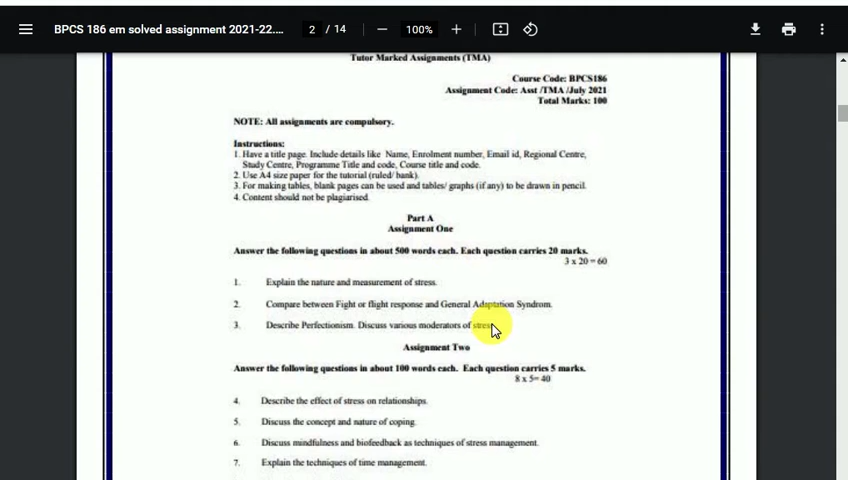 BPCS 186 em solved assignment 2021-22....
2 / 14
100%
Tutor Marked Assignments (TMA)
Course Code: BPCS186
Assignment Code: Asst /TMA /July 2021
Total Marks: 100
NOTE: All assignments are compulsory.
Instructions:
1. Have a title page. Include details like Name, Enrolment number, Email id, Regional Centre,
Study Centre, Programme Title and code, Course title and code.
2. Use A4 size paper for the tutorial (ruled/ bank).
3. For making tables, blank pages can be used and tables/ graphs (if any) to be drawn in pencil.
4. Content should not be plagiarised.
Part A
Assignment One
Answer the following questions in about 500 words each. Each question carries 20 marks.
3 x 20 = 60
1. Explain the nature and measurement of stress.
2. Compare between Fight or flight response and General Adaptation Syndrom.
3. Describe Perfectionism. Discuss various moderators of stress
Assignment Two
Answer the following questions in about 100 words each. Each question carries 5 marks.
8 x 5= 40
4. Describe the effect of stress on relationships.
5. Discuss the concept and nature of coping.
6. Discuss mindfulness and biofeedback as techniques of stress management.
7. Explain the techniques of time management.